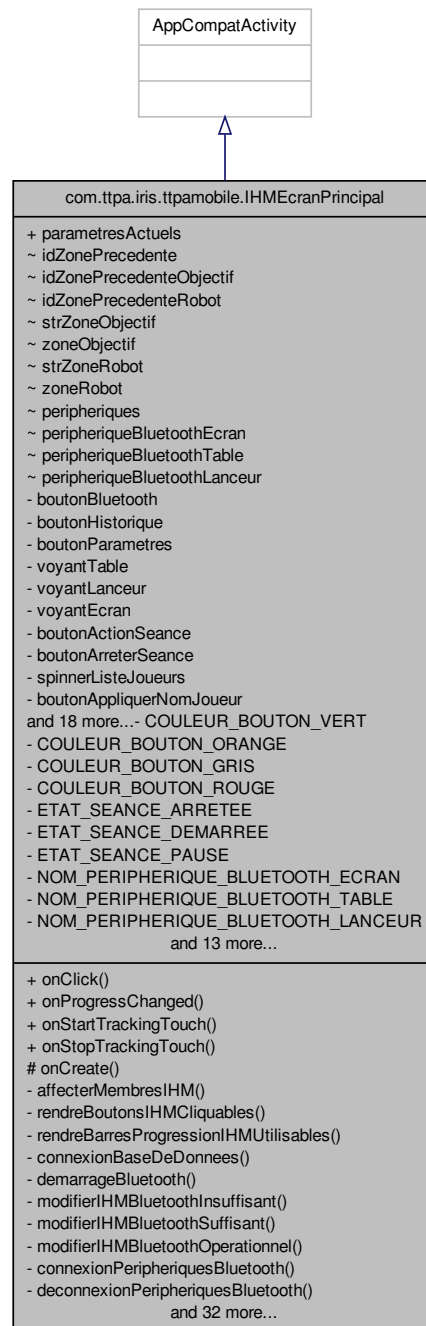 AppCompatActivity
com.ttpa.iris.ttpamobile.IHMEcranPrincipal
+ parametresActuels
~ idZonePrecedente
~ idZonePrecedenteObjectif
~ idZonePrecedenteRobot
~ strZoneObjectif
~ zoneObjectif
~ strZoneRobot
~ zoneRobot
~ peripheriques
~ peripheriqueBluetoothEcran
~ peripheriqueBluetoothTable
~ peripheriqueBluetoothLanceur
- boutonBluetooth
- boutonHistorique
- boutonParametres
- voyantTable
- voyantLanceur
- voyantEcran
- boutonActionSeance
- boutonArreterSeance
- spinnerListeJoueurs
- boutonAppliquerNomJoueur
and 18 more...- COULEUR_BOUTON_VERT
- COULEUR_BOUTON_ORANGE
- COULEUR_BOUTON_GRIS
- COULEUR_BOUTON_ROUGE
- ETAT_SEANCE_ARRETEE
- ETAT_SEANCE_DEMARREE
- ETAT_SEANCE_PAUSE
- NOM_PERIPHERIQUE_BLUETOOTH_ECRAN
- NOM_PERIPHERIQUE_BLUETOOTH_TABLE
- NOM_PERIPHERIQUE_BLUETOOTH_LANCEUR
and 13 more...
+ onClick()
+ onProgressChanged()
+ onStartTrackingTouch()
+ onStopTrackingTouch()
# onCreate()
- affecterMembresIHM()
- rendreBoutonsIHMCliquables()
- rendreBarresProgressionIHMUtilisables()
- connexionBaseDeDonnees()
- demarrageBluetooth()
- modifierIHMBluetoothInsuffisant()
- modifierIHMBluetoothSuffisant()
- modifierIHMBluetoothOperationnel()
- connexionPeripheriquesBluetooth()
- deconnexionPeripheriquesBluetooth()
and 32 more...